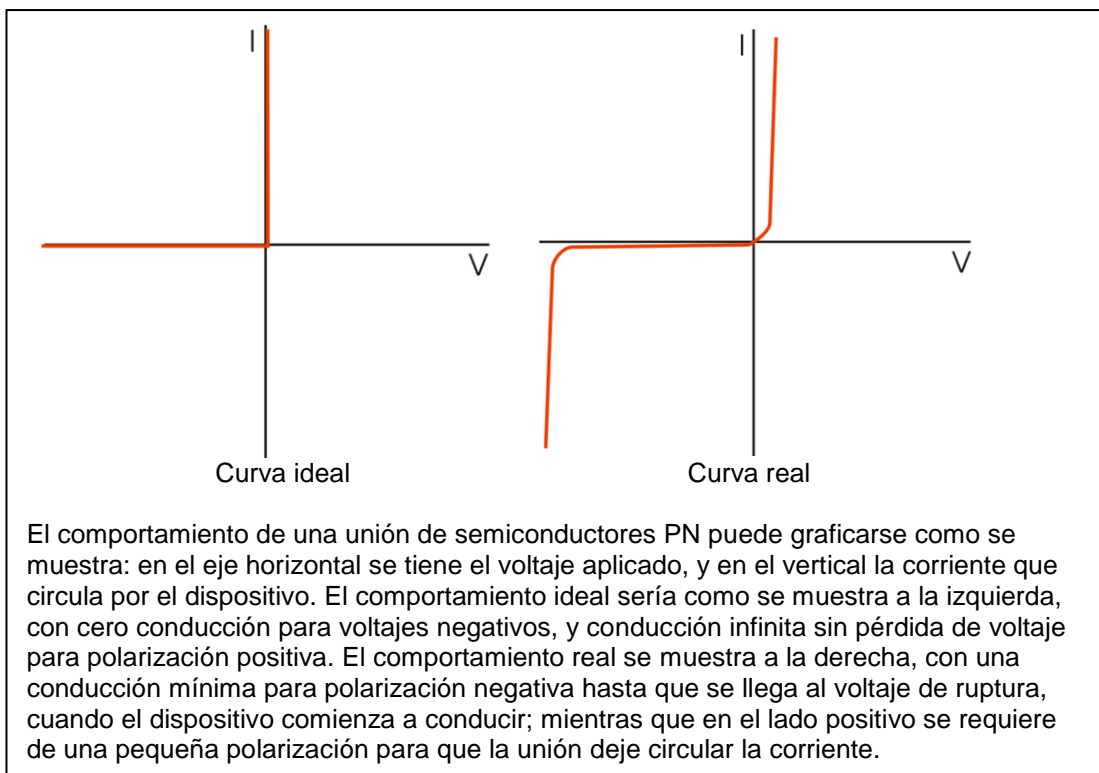 I
V
Curva ideal
I
V
Curva real
El comportamiento de una unión de semiconductores PN puede graficarse como se
muestra: en el eje horizontal se tiene el voltaje aplicado, y en el vertical la corriente que
circula por el dispositivo. El comportamiento ideal sería como se muestra a la izquierda,
con cero conducción para voltajes negativos, y conducción infinita sin pérdida de voltaje
para polarización positiva. El comportamiento real se muestra a la derecha, con una
conducción mínima para polarización negativa hasta que se llega al voltaje de ruptura,
cuando el dispositivo comienza a conducir; mientras que en el lado positivo se requiere
de una pequeña polarización para que la unión deje circular la corriente.